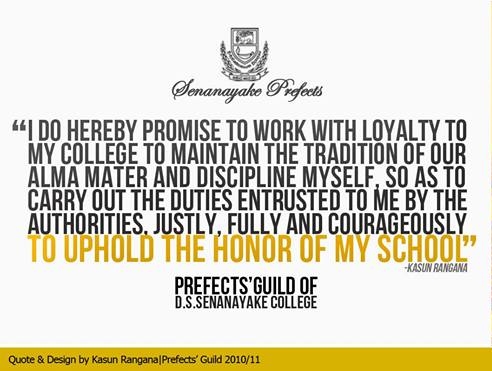 Senanayake Prefects
“I DO HEREBY PROMISE TO WORK WITH LOYALTY TO
MY COLLEGE TO MAINTAIN THE TRADITION OF OUR
ALMA MATER AND DISCIPLINE MYSELF, SO AS TO
CARRY OUT THE DUTIES ENTRUSTED TO ME BY THE
AUTHORITIES, JUSTLY, FULLY AND COURAGEOUSLY
TO UPHOLD THE HONOR OF MY SCHOOL”
-KASUN RANGANA
PREFECTS’GUILD OF
D.S.SENANAYAKE COLLEGE
Quote & Design by Kasun Rangana|Prefects’ Guild 2010/11